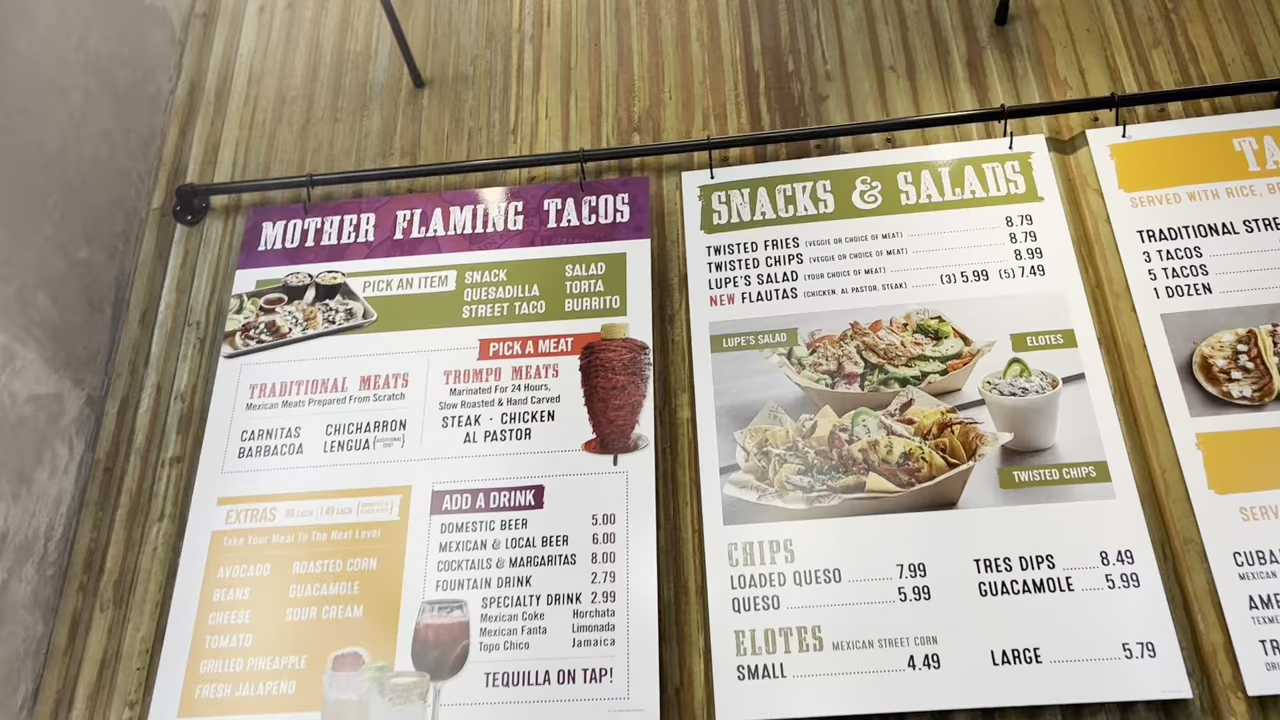 MOTHER FLAMING TACOS
PICK AN ITEM
SNACK
QUESADILLA
STREET TACO
SALAD
TORTA
BURRITO
PICK A MEAT
TRADITIONAL MEATS
Mexican Meats Prepared From Scratch
CARNITAS
BARBACOA
CHICHARRON
LENGUA {ADDITIONAL COST}
TROMPO MEATS
Marinated For 24 Hours,
Slow Roasted & Hand Carved
STEAK · CHICKEN
AL PASTOR
EXTRAS .99 EACH | 1.49 EACH
Take Your Meal To The Next Level
AVOCADO
BEANS
CHEESE
TOMATO
GRILLED PINEAPPLE
FRESH JALAPEÑO
ROASTED CORN
GUACAMOLE
SOUR CREAM
ADD A DRINK
DOMESTIC BEER 5.00
MEXICAN & LOCAL BEER 6.00
COCKTAILS & MARGARITAS 8.00
FOUNTAIN DRINK 2.79
SPECIALTY DRINK 2.99
Mexican Coke Horchata
Mexican Fanta Limonada
Topo Chico Jamaica
TEQUILLA ON TAP!
SNACKS & SALADS
TWISTED FRIES (VEGGIE OR CHOICE OF MEAT) 8.79
TWISTED CHIPS (VEGGIE OR CHOICE OF MEAT) 8.79
LUPE'S SALAD (YOUR CHOICE OF MEAT) 8.99
NEW FLAUTAS (CHICKEN, AL PASTOR, STEAK) (3) 5.99 (5) 7.49
LUPE'S SALAD
ELOTES
TWISTED CHIPS
CHIPS
LOADED QUESO 7.99
QUESO 5.99
TRES DIPS 8.49
GUACAMOLE 5.99
ELOTES MEXICAN STREET CORN
SMALL 4.49
LARGE 5.79
TA
SERVED WITH RICE, B
TRADITIONAL STRE
3 TACOS
5 TACOS
1 DOZEN
SERV
CUBA
MEXICAN
AME
TEXME
TR